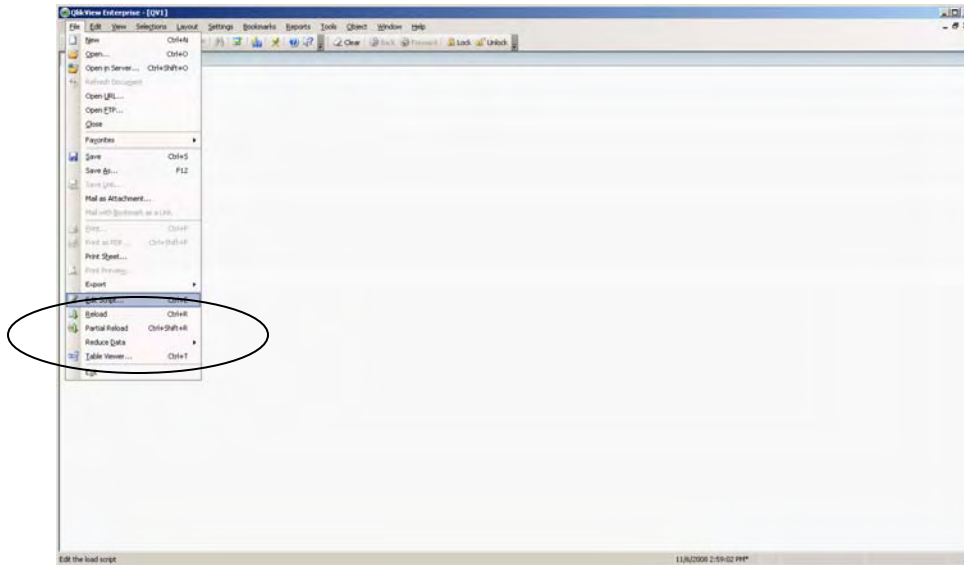 QlikView Enterprise - [QV1]
File Edit View Selections Layout Settings Bookmarks Reports Tools Object Window Help
Clear Back Forward Lock Unlock
New Ctrl+N
Open... Ctrl+O
Open in Server... Ctrl+Shift+O
Refresh Document
Open URL...
Open FTP...
Close
Favorites
Save Ctrl+S
Save As... F12
Save Link...
Mail as Attachment...
Mail with Bookmark as a Link
Print... Ctrl+P
Print as PDF... Ctrl+Shift+P
Print Sheet...
Print Preview...
Export
Edit Script... Ctrl+E
Reload Ctrl+R
Partial Reload Ctrl+Shift+R
Reduce Data
Table Viewer... Ctrl+T
Exit
Edit the load script 11/6/2008 2:59:02 PM*